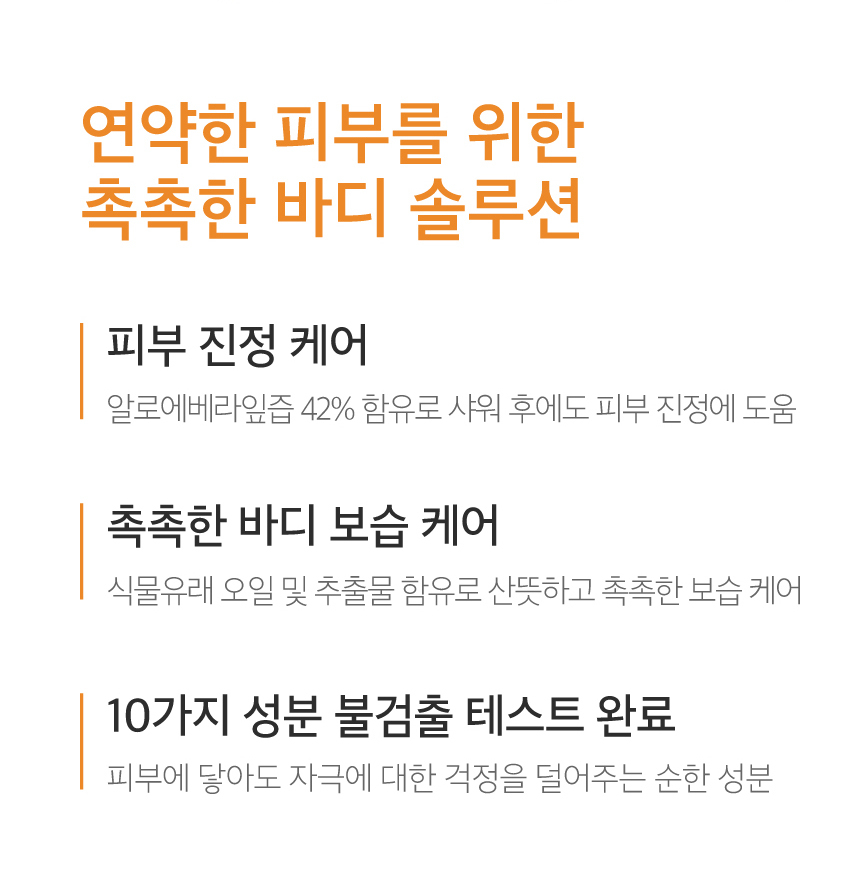 연약한 피부를 위한
촉촉한 바디 솔루션
피부 진정 케어
알로에베라잎즙 42% 함유로 샤워 후에도 피부 진정에 도움
촉촉한 바디 보습 케어
식물유래 오일 및 추출물 함유로 산뜻하고 촉촉한 보습 케어
10가지 성분 불검출 테스트 완료
피부에 닿아도 자극에 대한 걱정을 덜어주는 순한 성분